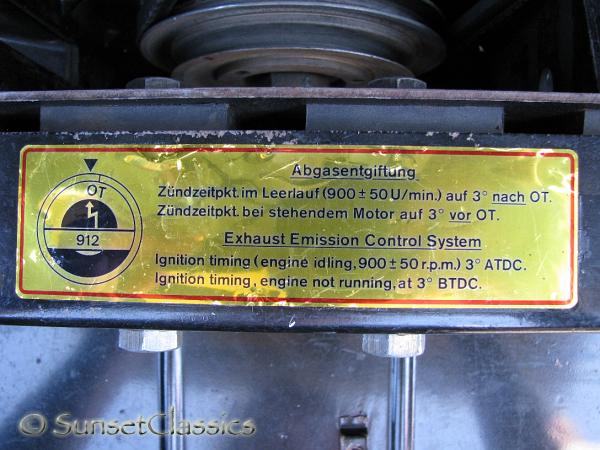 OT
912
Abgasentgiftung
Zündzeitpkt. im Leerlauf (900 ± 50 U/min.) auf 3° nach OT.
Zündzeitpkt. bei stehendem Motor auf 3° vor OT.
Exhaust Emission Control System
Ignition timing (engine idling, 900 ± 50 r.p.m.) 3° ATDC.
Ignition timing, engine not running, at 3° BTDC.
© SunsetClassics